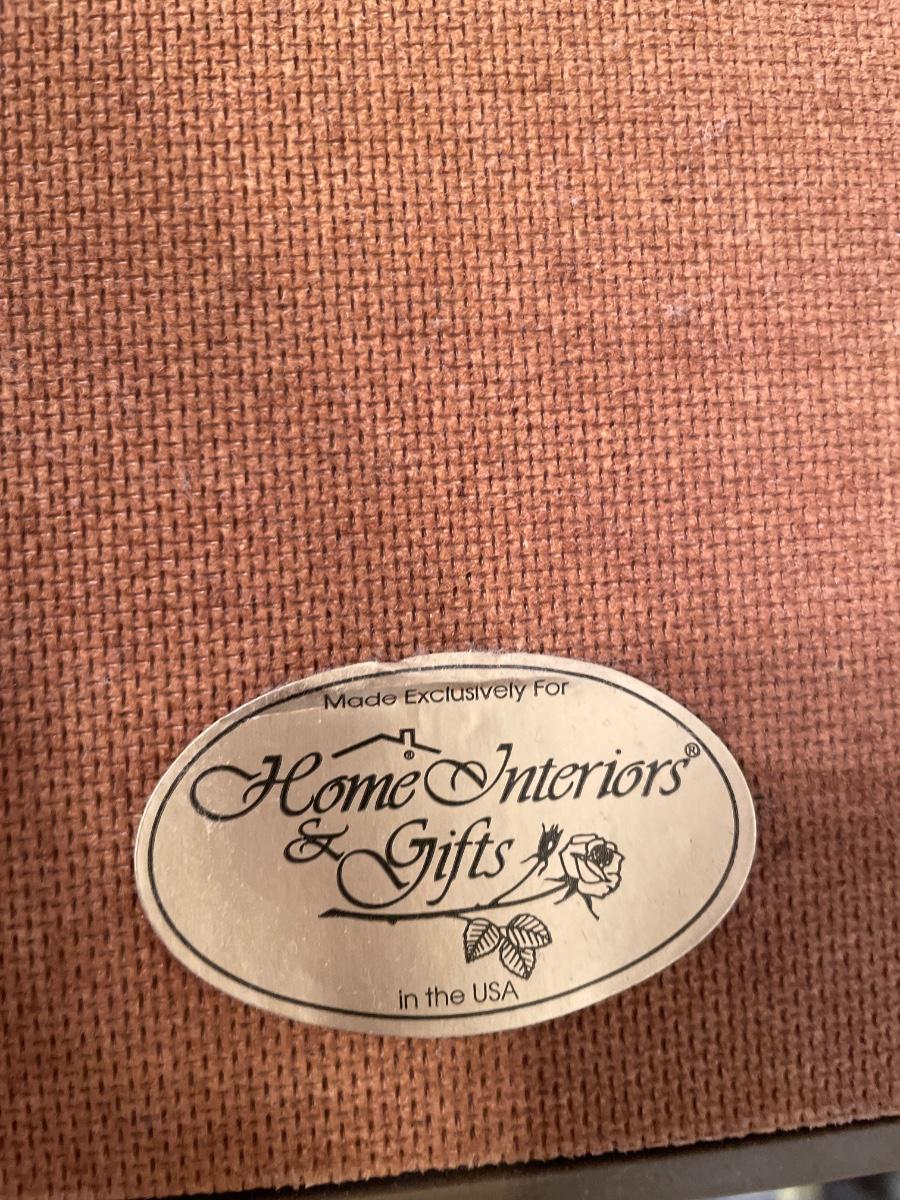 Made Exclusively For
Home Interiors®
& Gifts
in the USA